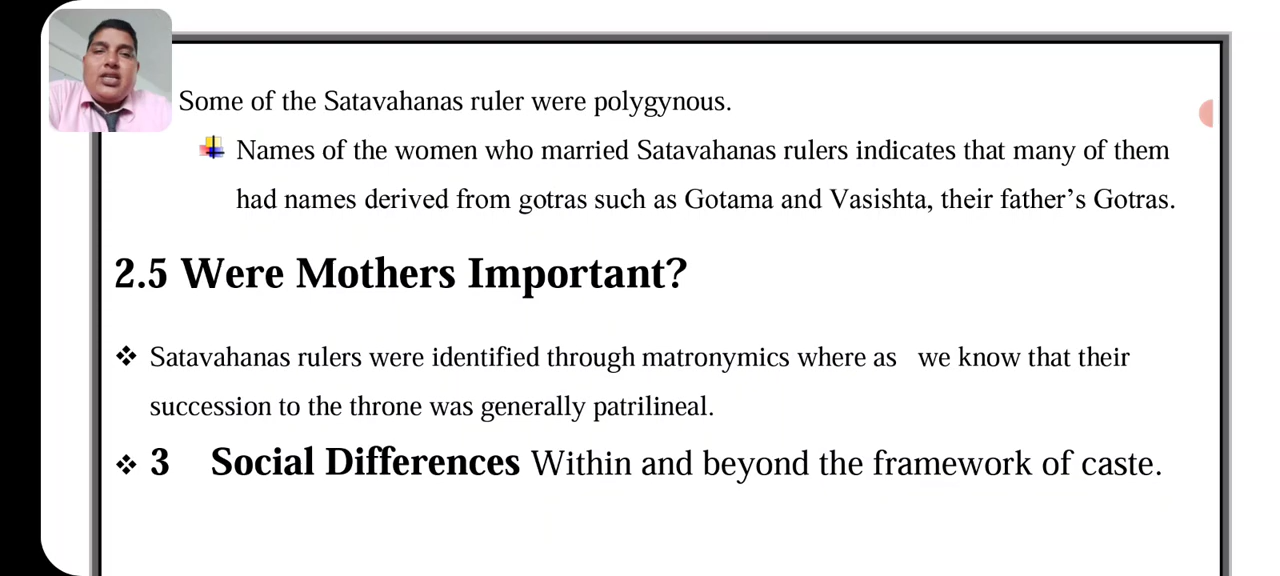 Some of the Satavahanas ruler were polygynous.
Names of the women who married Satavahanas rulers indicates that many of them
had names derived from gotras such as Gotama and Vasishta, their father’s Gotras.
2.5 Were Mothers Important?
❖ Satavahanas rulers were identified through matronymics where as we know that their
succession to the throne was generally patrilineal.
❖ 3 Social Differences Within and beyond the framework of caste.